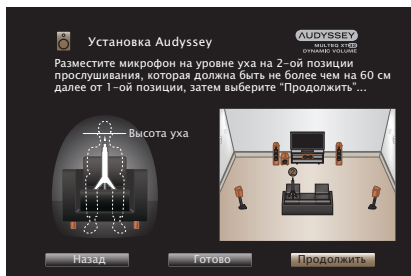 Установка Audyssey
AUDYSSEY
MULTEQ XT32
DYNAMIC VOLUME
Разместите микрофон на уровне уха на 2-ой позиции
прослушивания, которая должна быть не более чем на 60 см
далее от 1-ой позиции, затем выберите “Продолжить”...
Высота уха
2
Назад
Готово
Продолжить